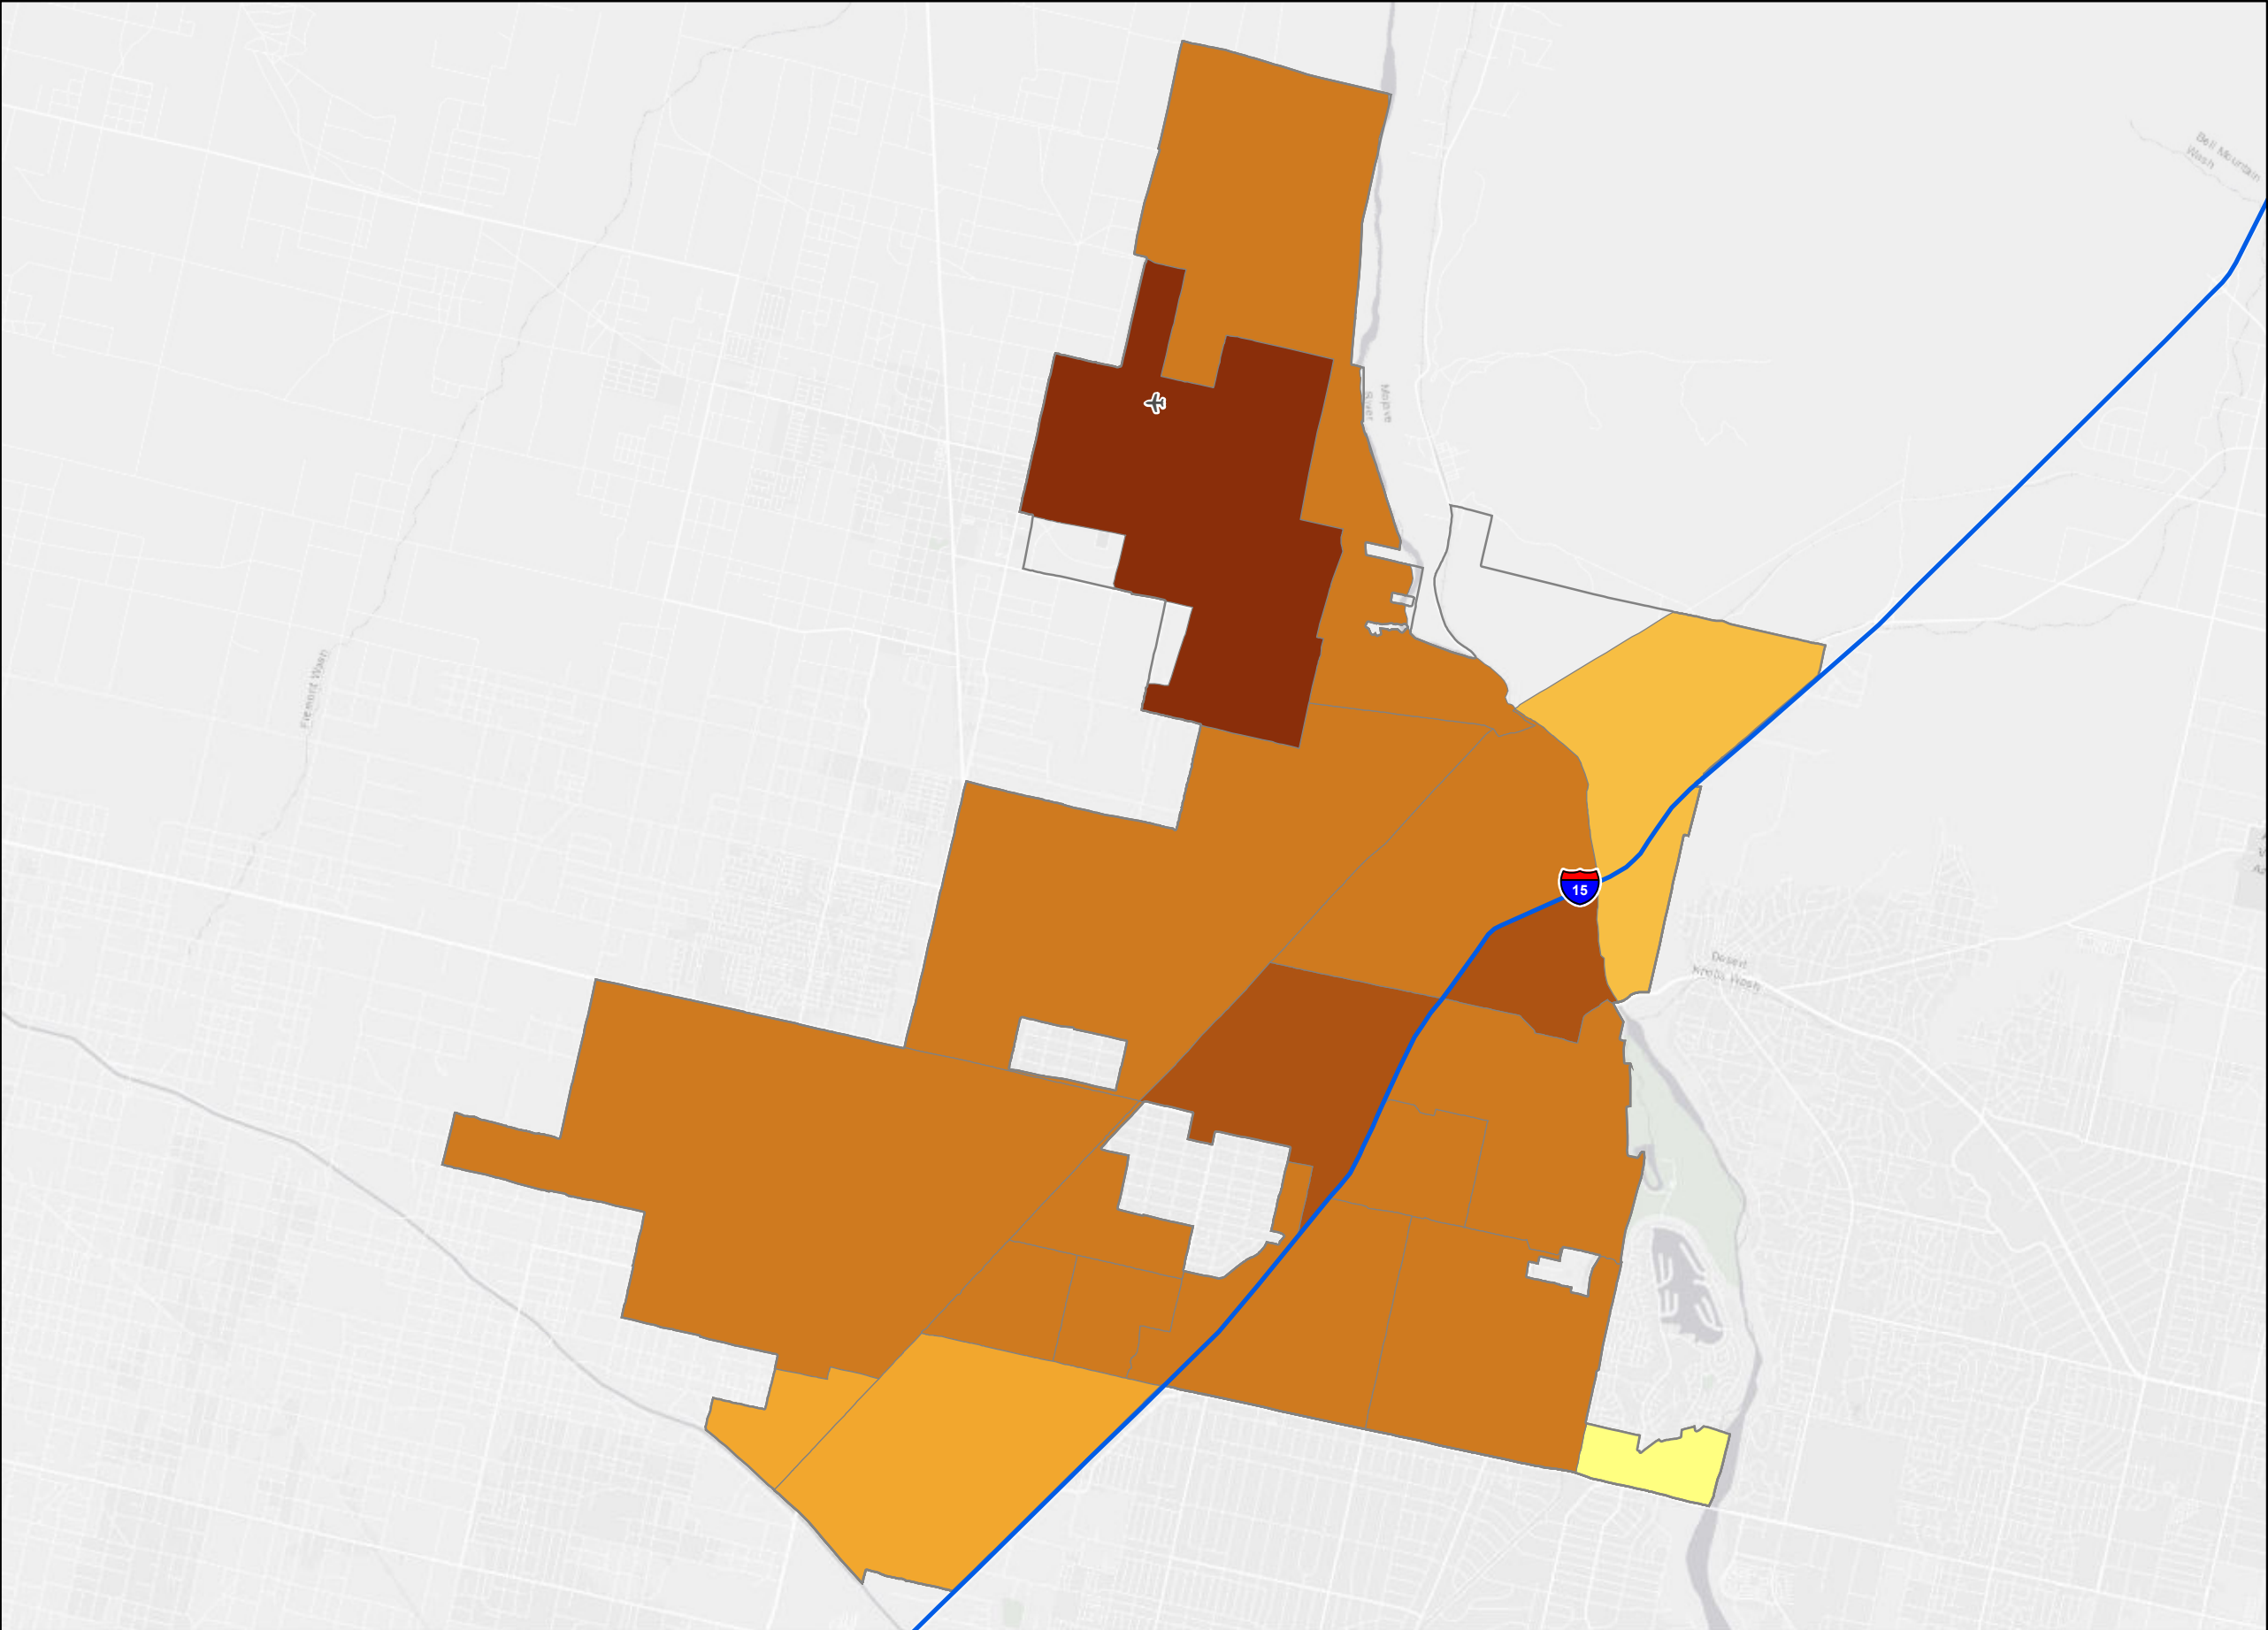 Bell Mountain
Wash
Mojave
River
Fremont Wash
15
Desert
Knolls Wash